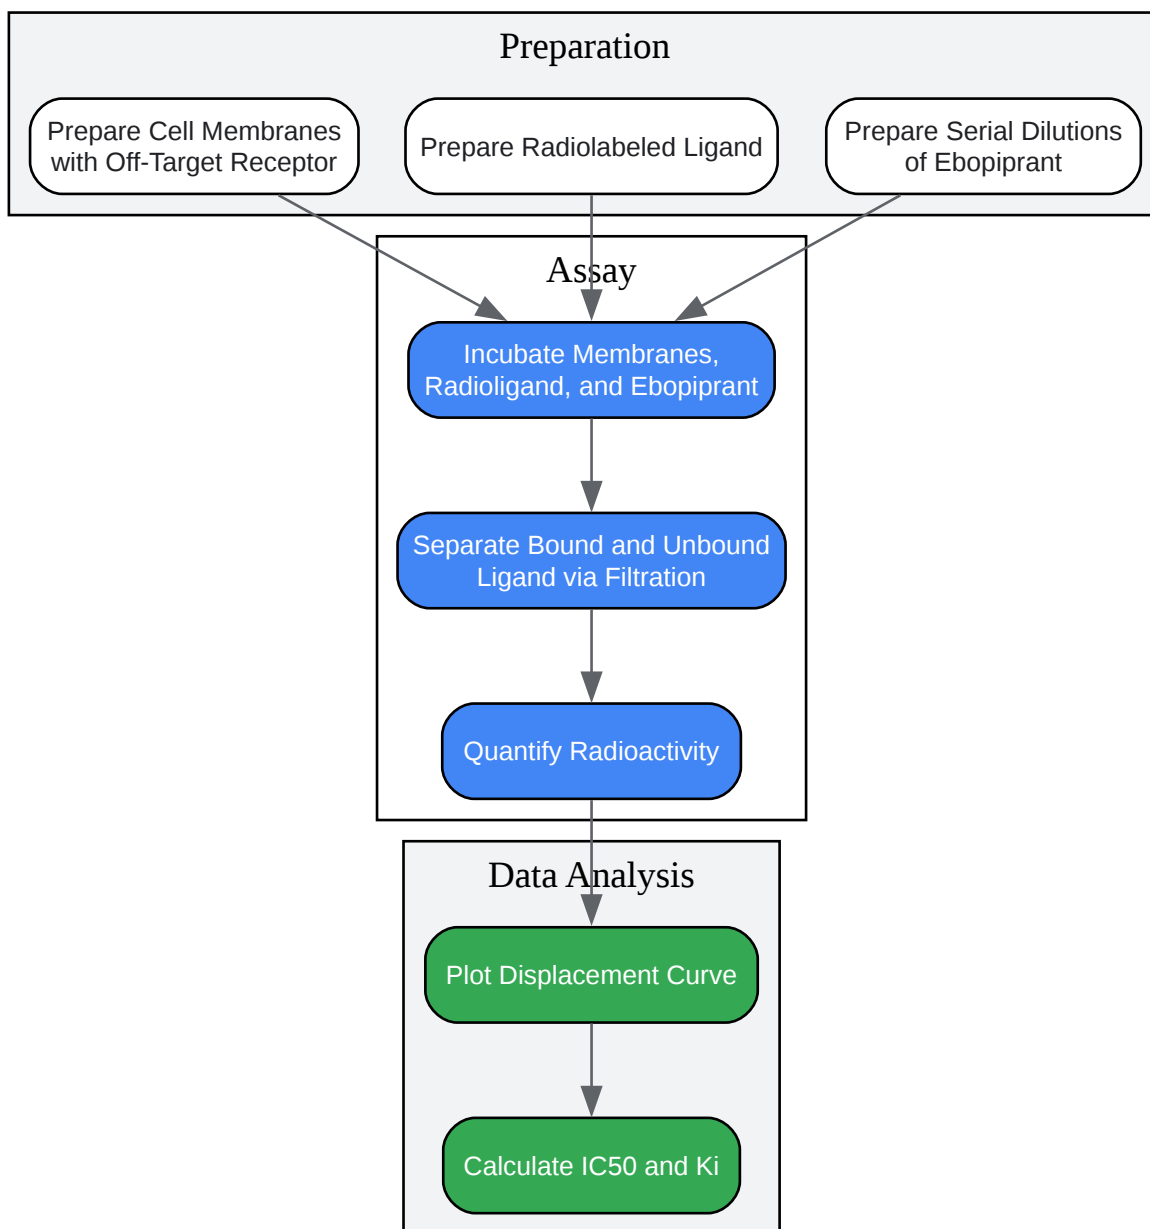 Preparation
Prepare Cell Membranes
with Off-Target Receptor
Prepare Radiolabeled Ligand
Prepare Serial Dilutions
of Ebopiprant
Assay
Incubate Membranes,
Radioligand, and Ebopiprant
Separate Bound and Unbound
Ligand via Filtration
Quantify Radioactivity
Data Analysis
Plot Displacement Curve
Calculate IC50 and Ki